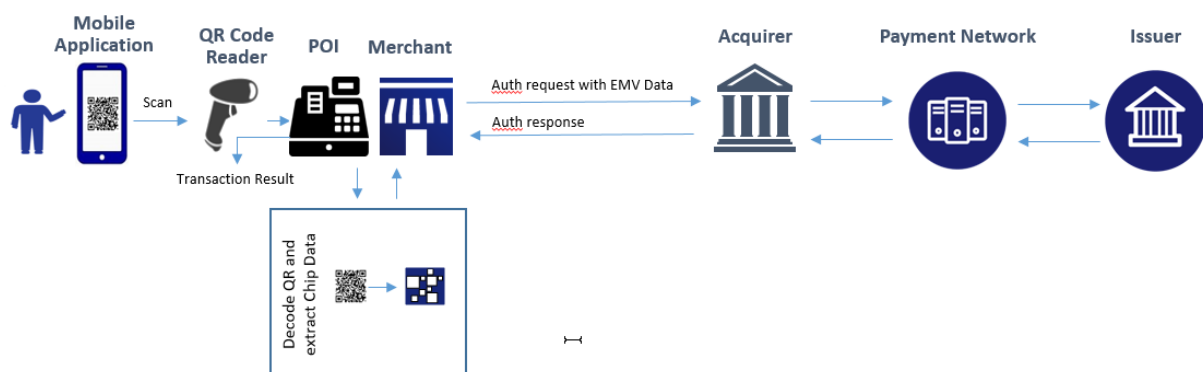 Mobile
Application
QR Code
Reader
POI
Merchant
Acquirer
Payment Network
Issuer
Scan
Auth request with EMV Data
Auth response
Transaction Result
Decode QR and
extract Chip Data